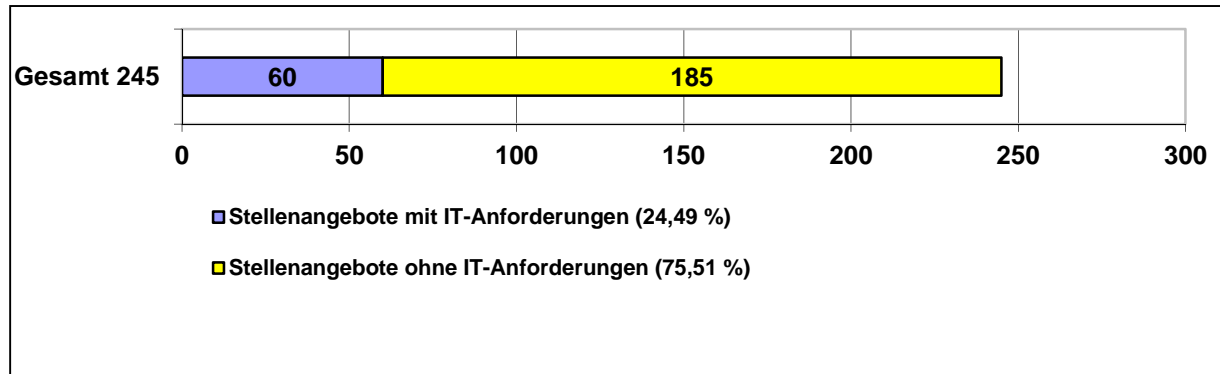 Gesamt 245
60 185
0 50 100 150 200 250 300
Stellenangebote mit IT-Anforderungen (24,49 %)
Stellenangebote ohne IT-Anforderungen (75,51 %)